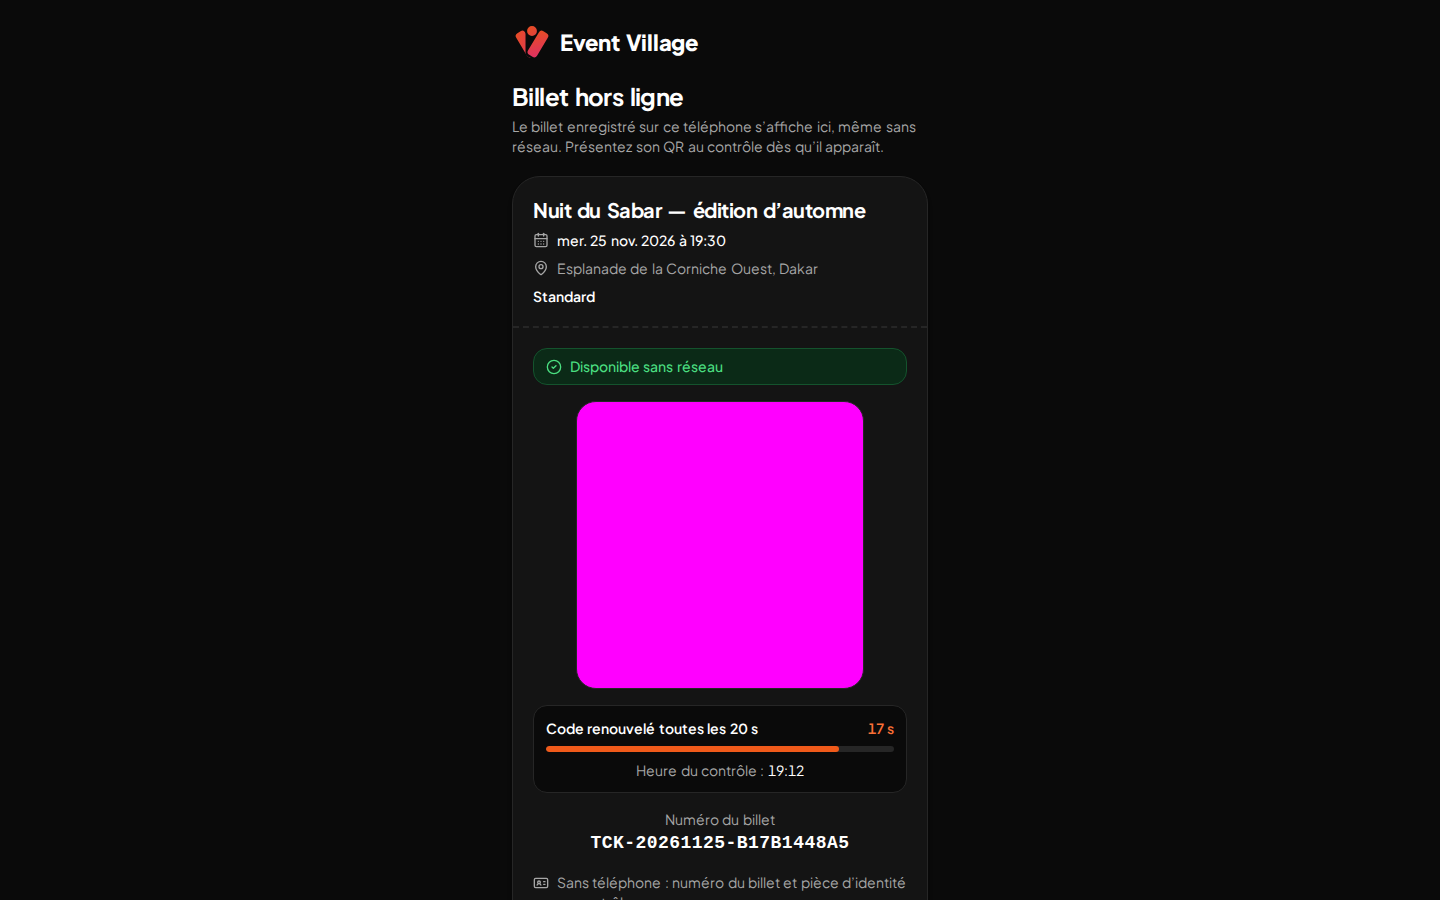 Event Village
Billet hors ligne
Le billet enregistré sur ce téléphone s’affiche ici, même sans
réseau. Présentez son QR au contrôle dès qu’il apparaît.
Nuit du Sabar — édition d’automne
mer. 25 nov. 2026 à 19:30
Esplanade de la Corniche Ouest, Dakar
Standard
Disponible sans réseau
Code renouvelé toutes les 20 s
17 s
Heure du contrôle : 19:12
Numéro du billet
TCK-20261125-B17B1448A5
Sans téléphone : numéro du billet et pièce d’identité